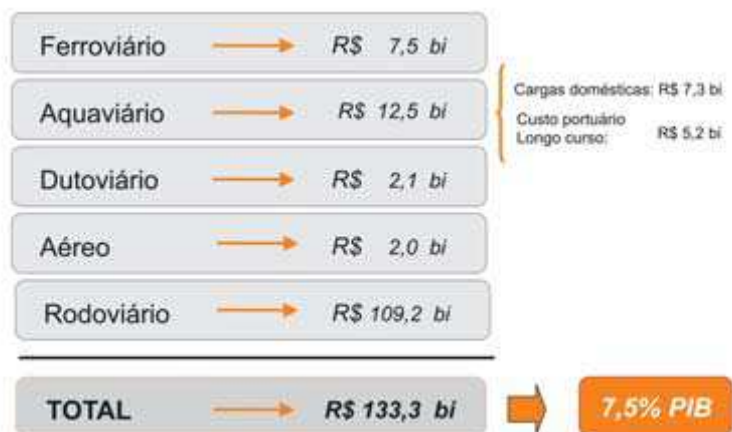 Ferroviário R$ 7,5 bi
Aquaviário R$ 12,5 bi
Cargas domésticas: R$ 7,3 bi
Custo portuário
Longo curso: R$ 5,2 bi
Dutoviário R$ 2,1 bi
Aéreo R$ 2,0 bi
Rodoviário R$ 109,2 bi
TOTAL R$ 133,3 bi 7,5% PIB